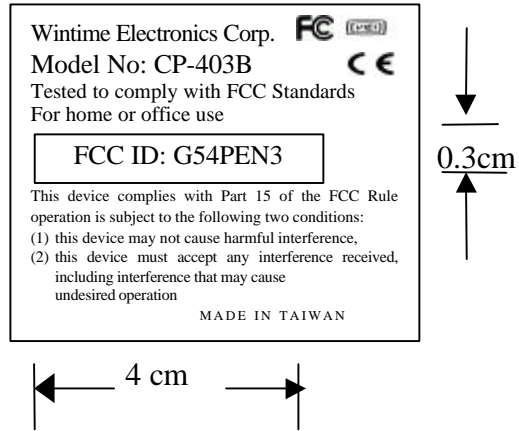 Wintime Electronics Corp. FC
Model No: CP-403B CE
Tested to comply with FCC Standards
For home or office use
FCC ID: G54PEN3
0.3cm
This device complies with Part 15 of the FCC Rule
operation is subject to the following two conditions:
(1) this device may not cause harmful interference,
(2) this device must accept any interference received,
including interference that may cause
undesired operation
MADE IN TAIWAN
4 cm